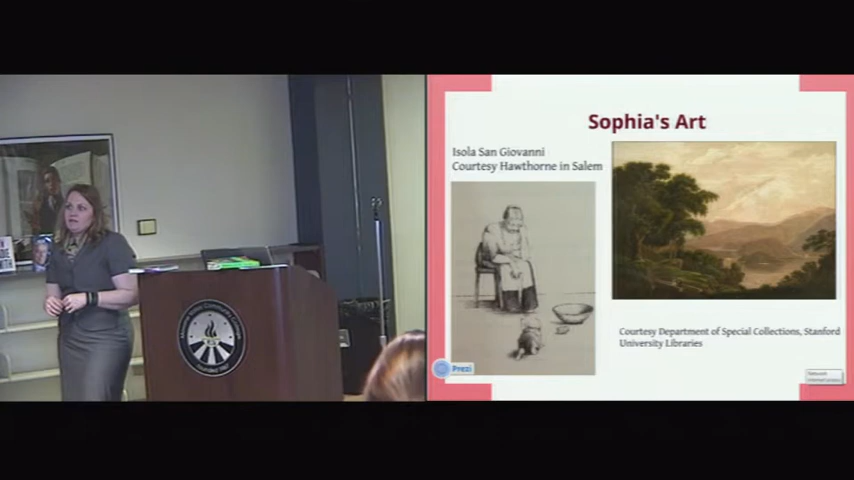 Sophia's Art
Isola San Giovanni
Courtesy Hawthorne in Salem
Courtesy Department of Special Collections, Stanford
University Libraries
Prezi